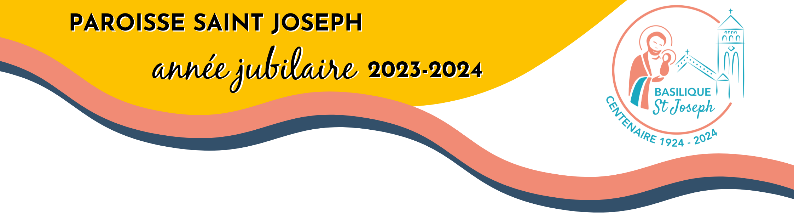 PAROISSE SAINT JOSEPH
année jubilaire 2023-2024
BASILIQUE
St Joseph
CENTENAIRE 1924 - 2024